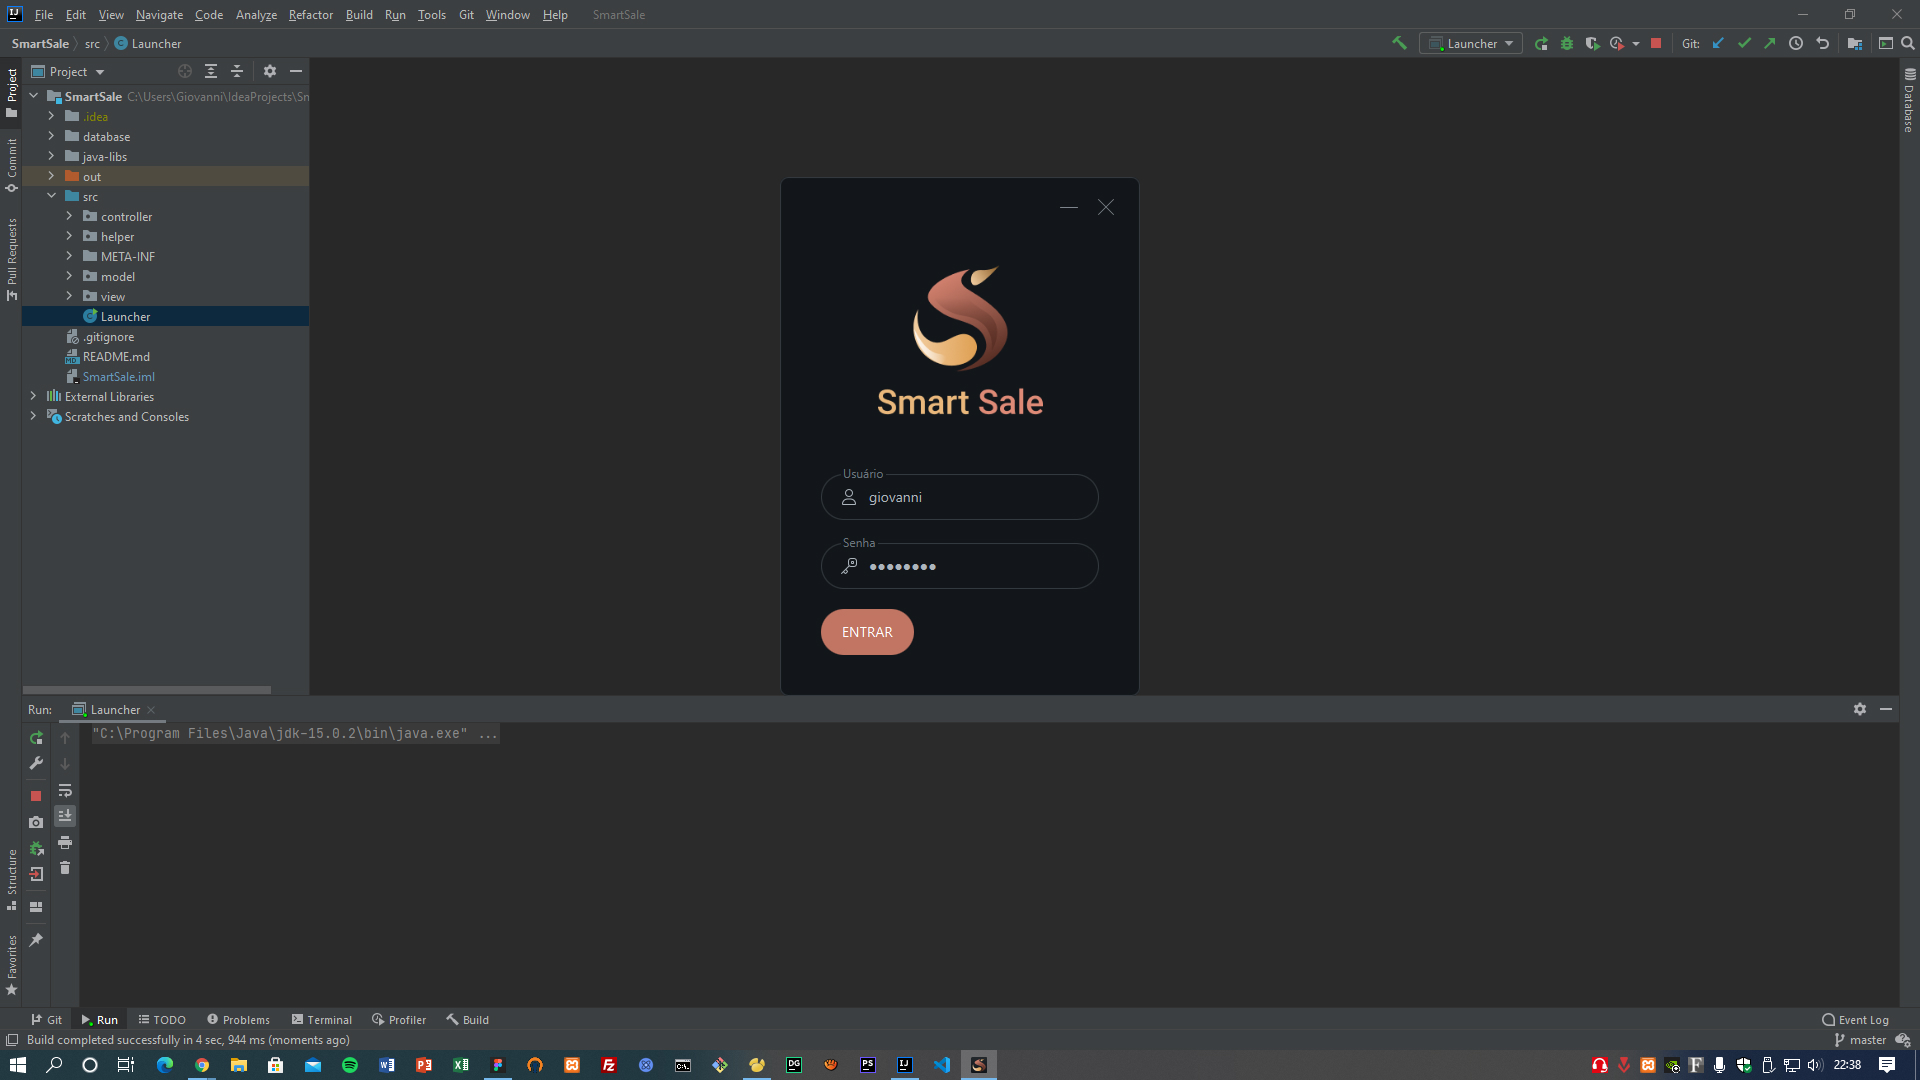 File Edit View Navigate Code Analyze Refactor Build Run Tools Git Window Help SmartSale
SmartSale src Launcher
Launcher
Git:
Project
Project
Commit
Pull Requests
Structure
Favorites
Database
SmartSale C:\Users\Giovanni\IdeaProjects\Sn
.idea
database
java-libs
out
src
controller
helper
META-INF
model
view
Launcher
.gitignore
README.md
SmartSale.iml
External Libraries
Scratches and Consoles
Smart Sale
Usuário
giovanni
Senha
ENTRAR
Run: Launcher
"C:\Program Files\Java\jdk-15.0.2\bin\java.exe" ...
Git Run TODO Problems Terminal Profiler Build
Event Log
Build completed successfully in 4 sec, 944 ms (moments ago)
master
22:38